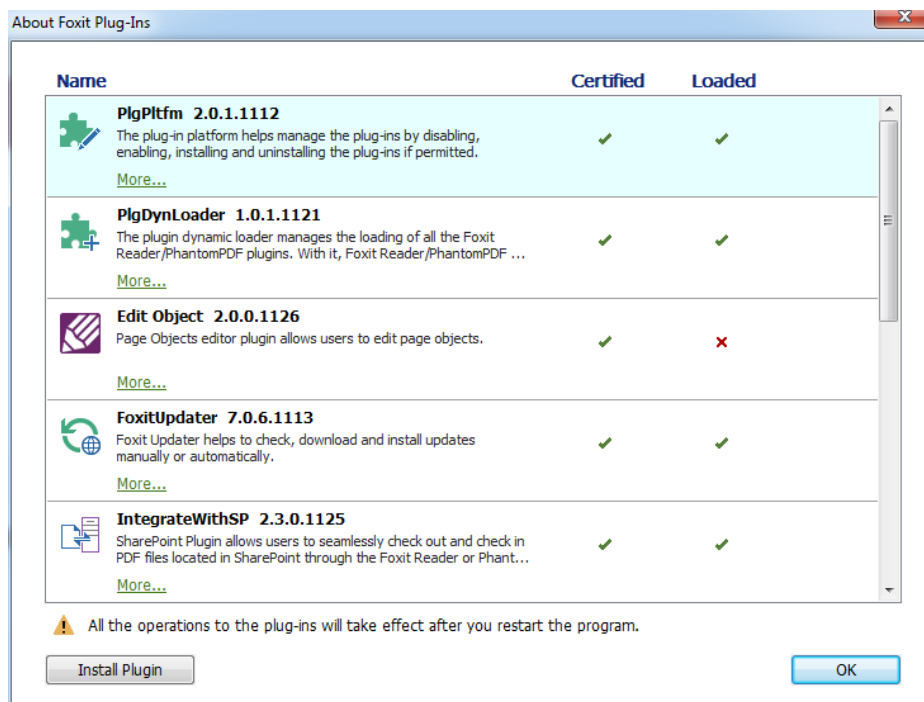 About Foxit Plug-Ins
Name Certified Loaded
PlgPltfm 2.0.1.1112
The plug-in platform helps manage the plug-ins by disabling,
enabling, installing and uninstalling the plug-ins if permitted.
More...
PlgDynLoader 1.0.1.1121
The plugin dynamic loader manages the loading of all the Foxit
Reader/PhantomPDF plugins. With it, Foxit Reader/PhantomPDF ...
More...
Edit Object 2.0.0.1126
Page Objects editor plugin allows users to edit page objects.
More...
FoxitUpdater 7.0.6.1113
Foxit Updater helps to check, download and install updates
manually or automatically.
More...
IntegrateWithSP 2.3.0.1125
SharePoint Plugin allows users to seamlessly check out and check in
PDF files located in SharePoint through the Foxit Reader or Phant...
More...
All the operations to the plug-ins will take effect after you restart the program.
Install Plugin OK